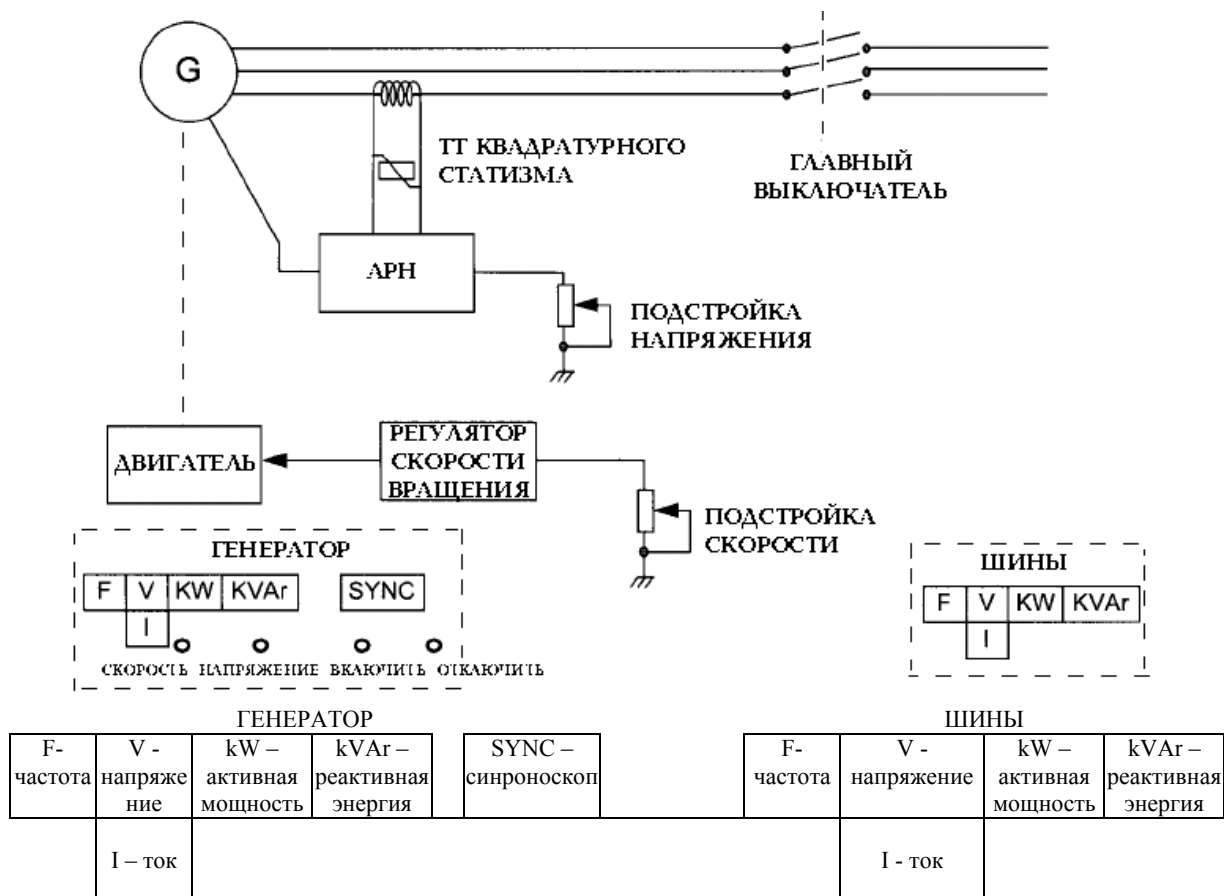 G
ТТ КВАДРАТУРНОГО
СТАТИЗМА
ГЛАВНЫЙ
ВЫКЛЮЧАТЕЛЬ
АРН
ПОДСТРОЙКА
НАПРЯЖЕНИЯ
ДВИГАТЕЛЬ
РЕГУЛЯТОР
СКОРОСТИ
ВРАЩЕНИЯ
ПОДСТРОЙКА
СКОРОСТИ
ГЕНЕРАТОР
F V KW KVAr SYNC
I
СКОРОСТЬ НАПРЯЖЕНИЕ ВКЛЮЧИТЬ ОТКЛЮЧИТЬ
ШИНЫ
F V KW KVAr
I
ГЕНЕРАТОР ШИНЫ
F- V - kW – kVAr – SYNC – F- V - kW – kVAr –
частота напряже активная реактивная синроноскоп частота напряжение активная реактивная
ние мощность энергия мощность энергия
I – ток I - ток